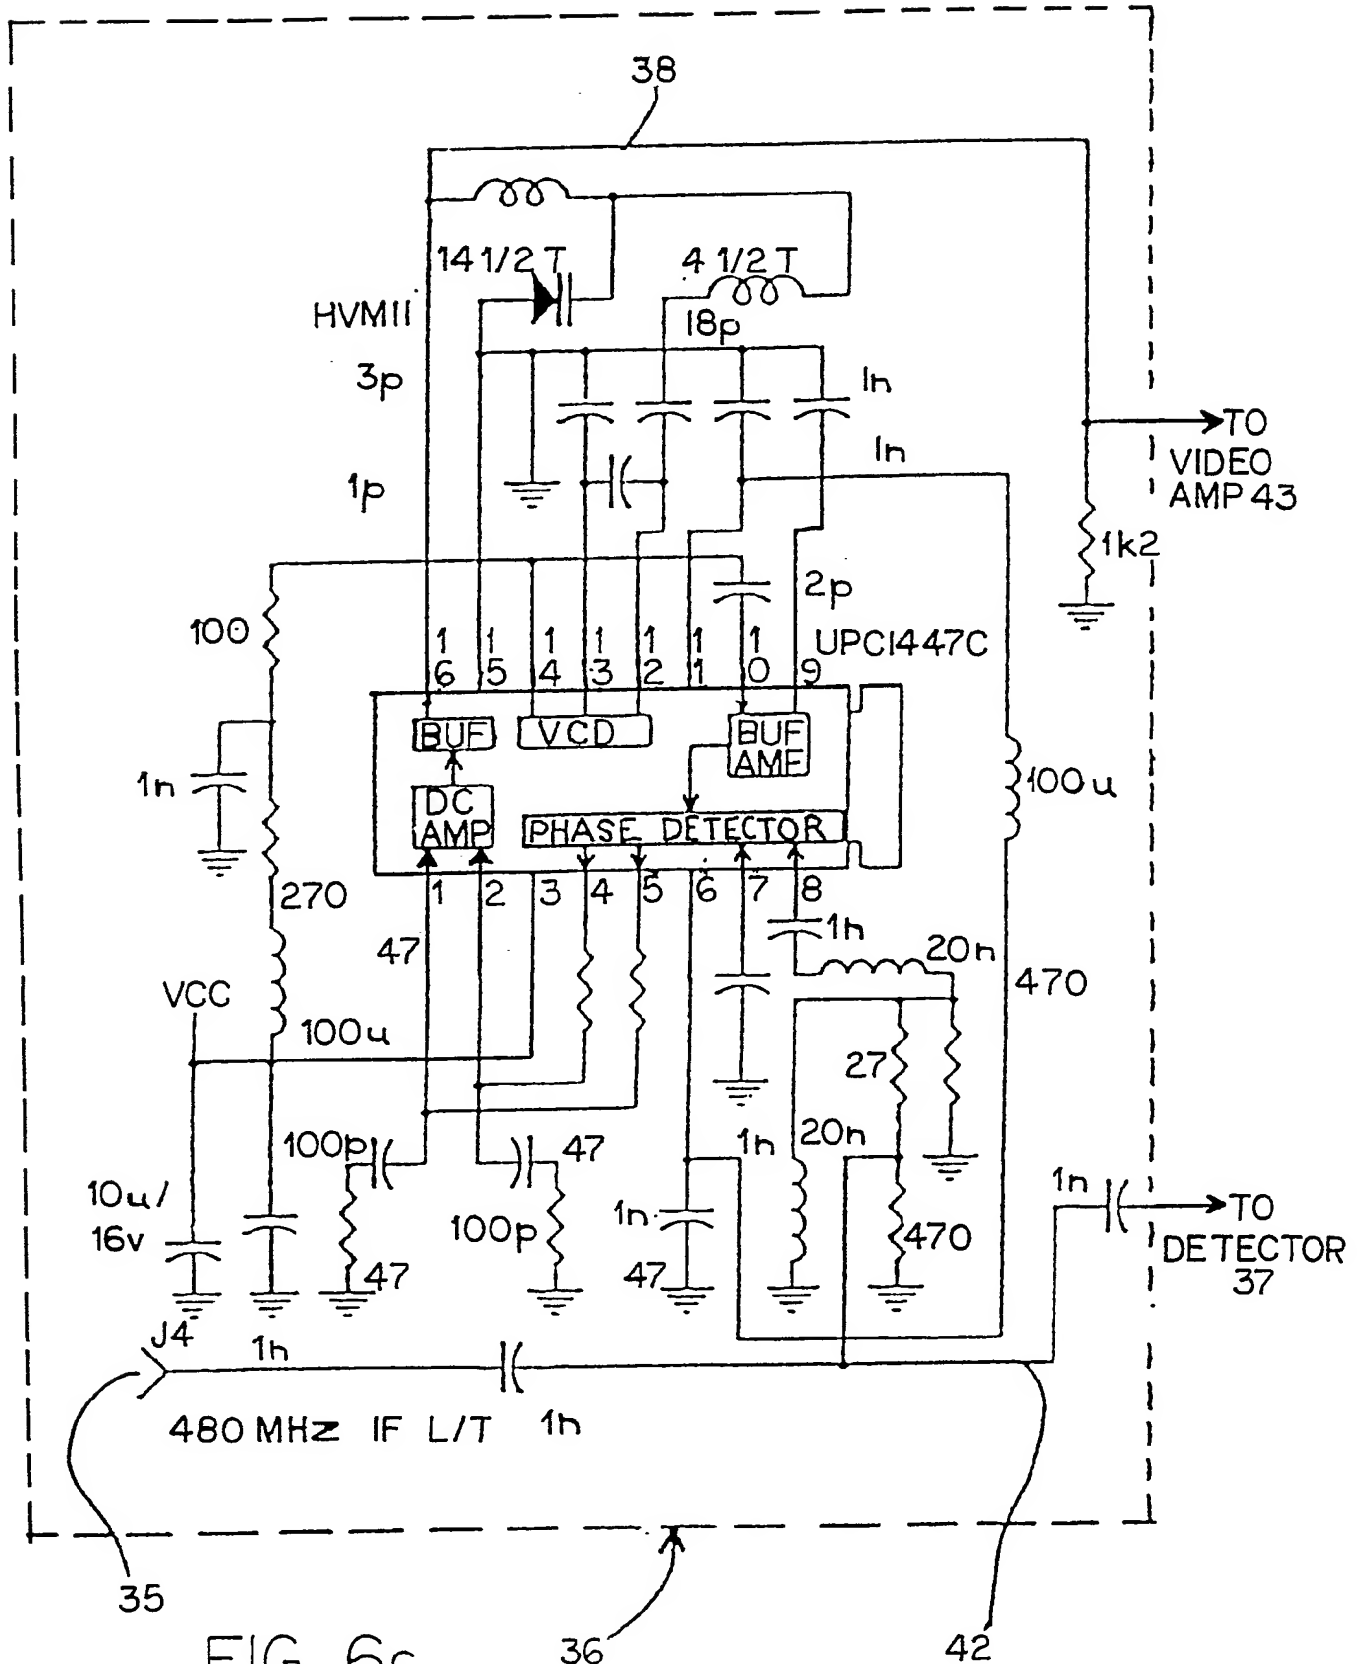 38
14 1/2 T
4 1/2 T
HVM11
18p
3p
1n
TO
VIDEO
AMP 43
1n
1p
1k2
2p
100
UPC1447C
16
15
14
13
12
11
10
9
BUF
VCD
BUF
AMF
1n
100u
DC
AMP
PHASE DETECTOR
1
2
3
4
5
6
7
8
270
47
1n
20n
470
VCC
100u
27
100p
47
1n
20n
10u/
16v
100p
1n
470
1n
TO
DETECTOR
37
47
47
J4
1n
480 MHz IF L/T
1n
35
36
42
FIG. 6c